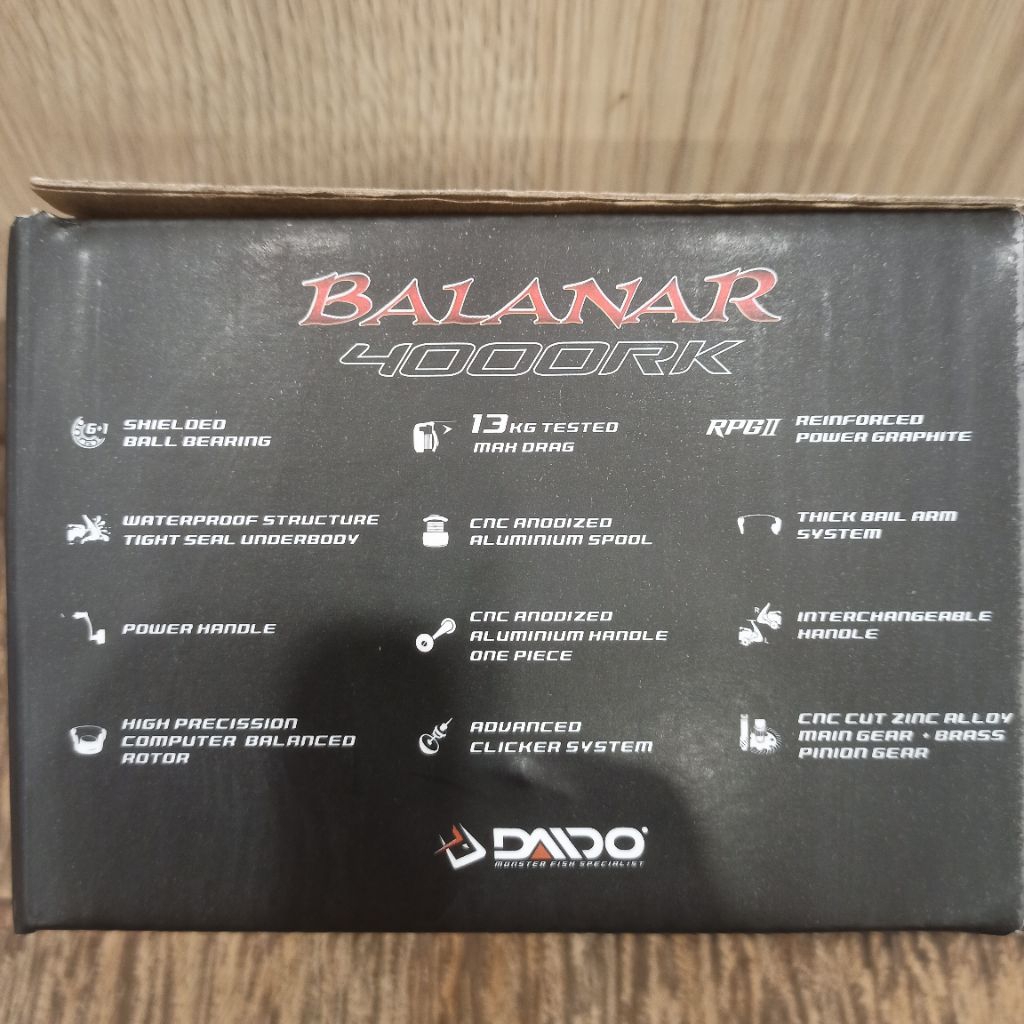 BALANAR
4000RK
6+1
SHIELDED
BALL BEARING
13 KG TESTED
MAX DRAG
RPGII
REINFORCED
POWER GRAPHITE
WATERPROOF STRUCTURE
TIGHT SEAL UNDERBODY
CNC ANODIZED
ALUMINIUM SPOOL
THICK BAIL ARM
SYSTEM
POWER HANDLE
CNC ANODIZED
ALUMINIUM HANDLE
ONE PIECE
INTERCHANGEABLE
HANDLE
HIGH PRECISSION
COMPUTER BALANCED
ROTOR
ADVANCED
CLICKER SYSTEM
CNC CUT ZINC ALLOY
MAIN GEAR + BRASS
PINION GEAR
DAIDO
MONSTER FISH SPECIALIST